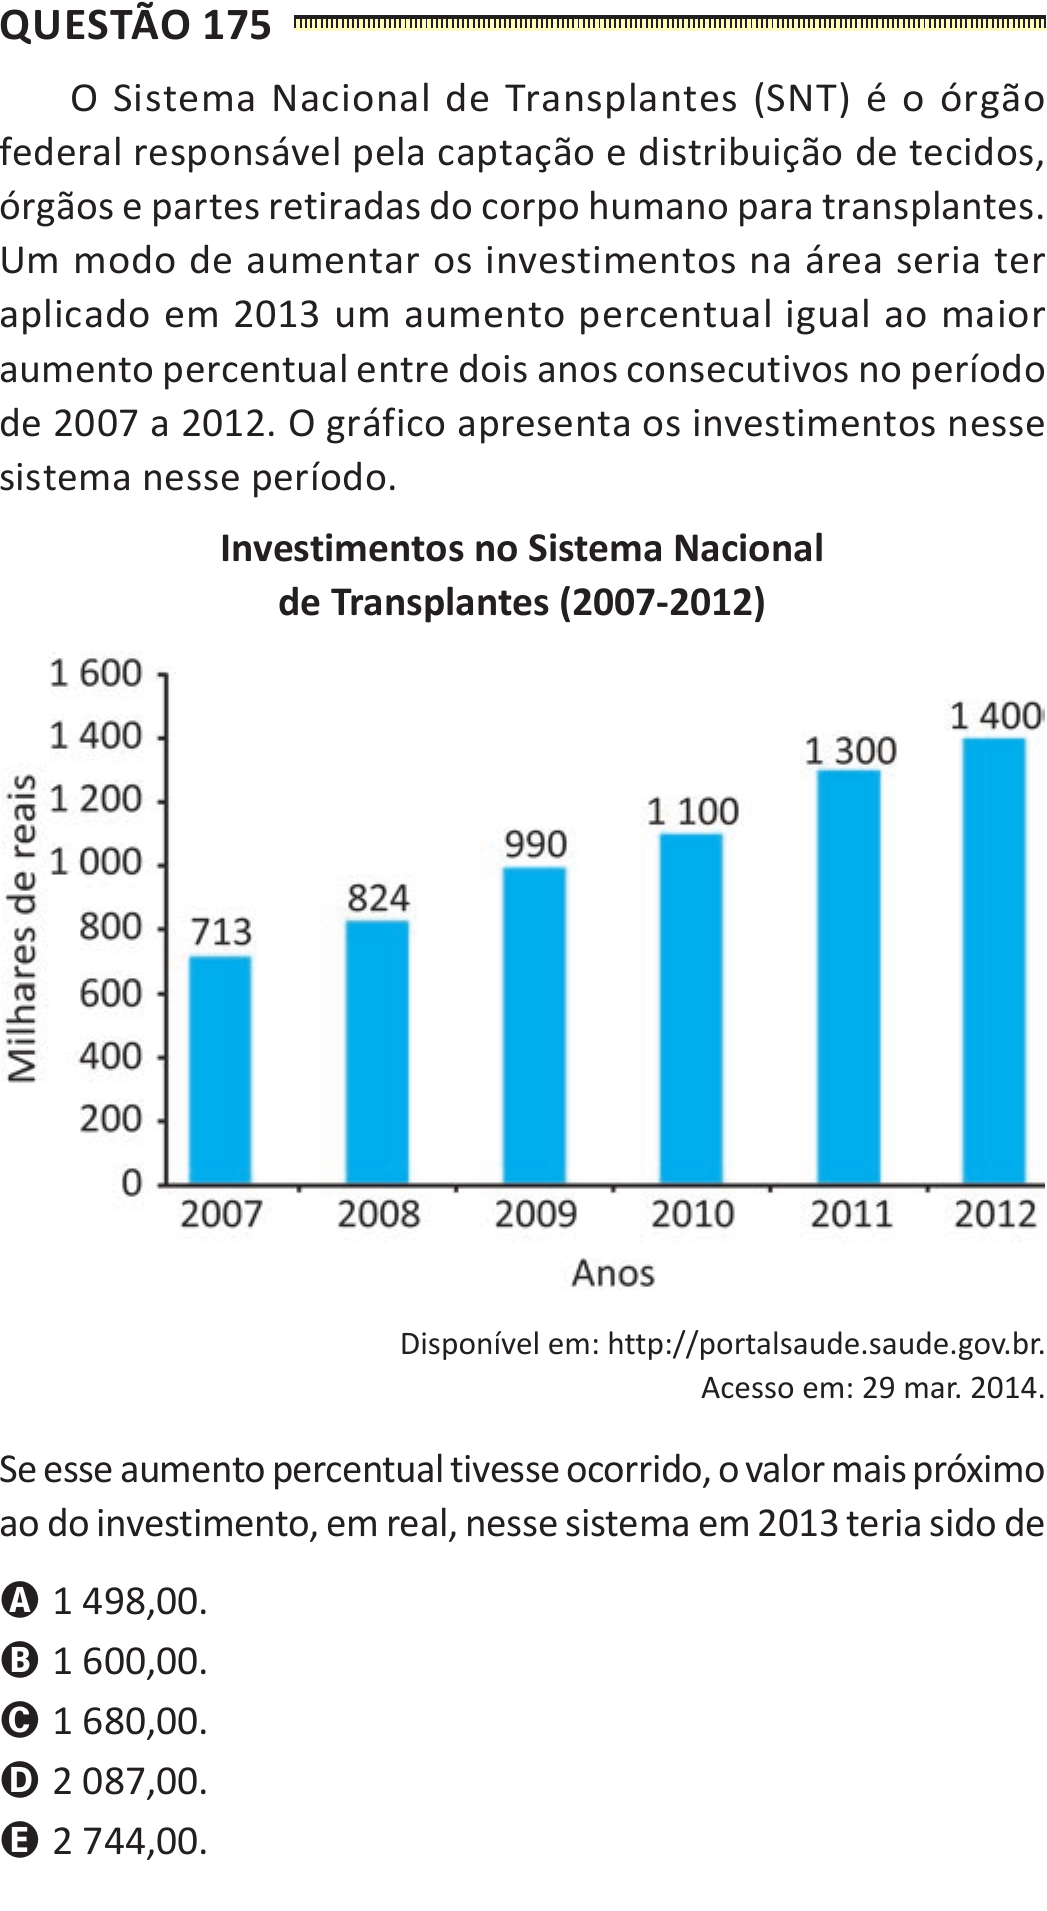 QUESTÃO 175
O Sistema Nacional de Transplantes (SNT) é o órgão
federal responsável pela captação e distribuição de tecidos,
órgãos e partes retiradas do corpo humano para transplantes.
Um modo de aumentar os investimentos na área seria ter
aplicado em 2013 um aumento percentual igual ao maior
aumento percentual entre dois anos consecutivos no período
de 2007 a 2012. O gráfico apresenta os investimentos nesse
sistema nesse período.
Investimentos no Sistema Nacional
de Transplantes (2007-2012)
Milhares de reais
1 600
1 400
1 200
1 000
800
600
400
200
0
713
824
990
1 100
1 300
1 400
2007 2008 2009 2010 2011 2012
Anos
Disponível em: http://portalsaude.saude.gov.br.
Acesso em: 29 mar. 2014.
Se esse aumento percentual tivesse ocorrido, o valor mais próximo
ao do investimento, em real, nesse sistema em 2013 teria sido de
A 1 498,00.
B 1 600,00.
C 1 680,00.
D 2 087,00.
E 2 744,00.